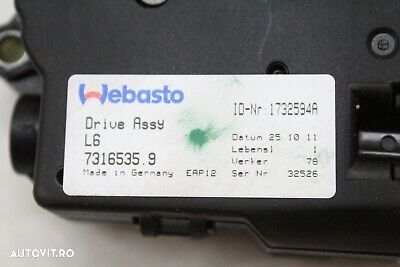 Webasto
ID-Nr. 1732594A
Drive Assy
L6
7316535.9
Datum 25 10 11
Lebensl 1
Werker 78
Made in Germany EAP12 Ser Nr 32526
AUTOVIT.RO